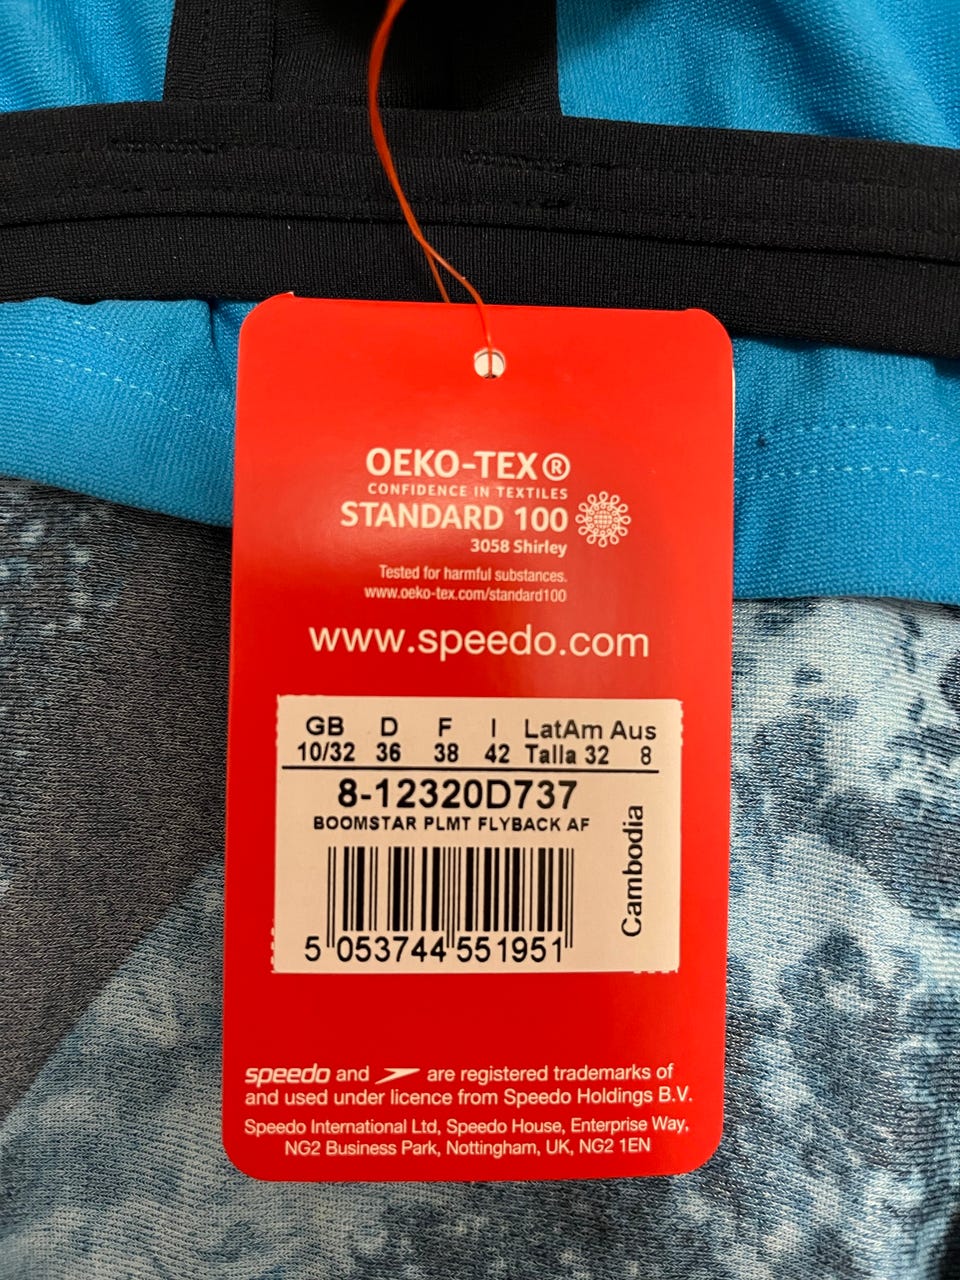 OEKO-TEX®
CONFIDENCE IN TEXTILES
STANDARD 100
3058 Shirley
Tested for harmful substances.
www.oeko-tex.com/standard100
www.speedo.com
GB D F I LatAm Aus
10/32 36 38 42 Talla 32 8
8-12320D737
BOOMSTAR PLMT FLYBACK AF
Cambodia
5 053744 551951
speedo and are registered trademarks of
and used under licence from Speedo Holdings B.V.
Speedo International Ltd, Speedo House, Enterprise Way,
NG2 Business Park, Nottingham, UK, NG2 1EN